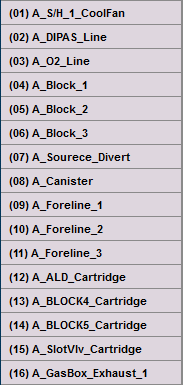 (01) A_S/H_1_CoolFan
(02) A_DIPAS_Line
(03) A_O2_Line
(04) A_Block_1
(05) A_Block_2
(06) A_Block_3
(07) A_Sourece_Divert
(08) A_Canister
(09) A_Foreline_1
(10) A_Foreline_2
(11) A_Foreline_3
(12) A_ALD_Cartridge
(13) A_BLOCK4_Cartridge
(14) A_BLOCK5_Cartridge
(15) A_SlotVlv_Cartridge
(16) A_GasBox_Exhaust_1